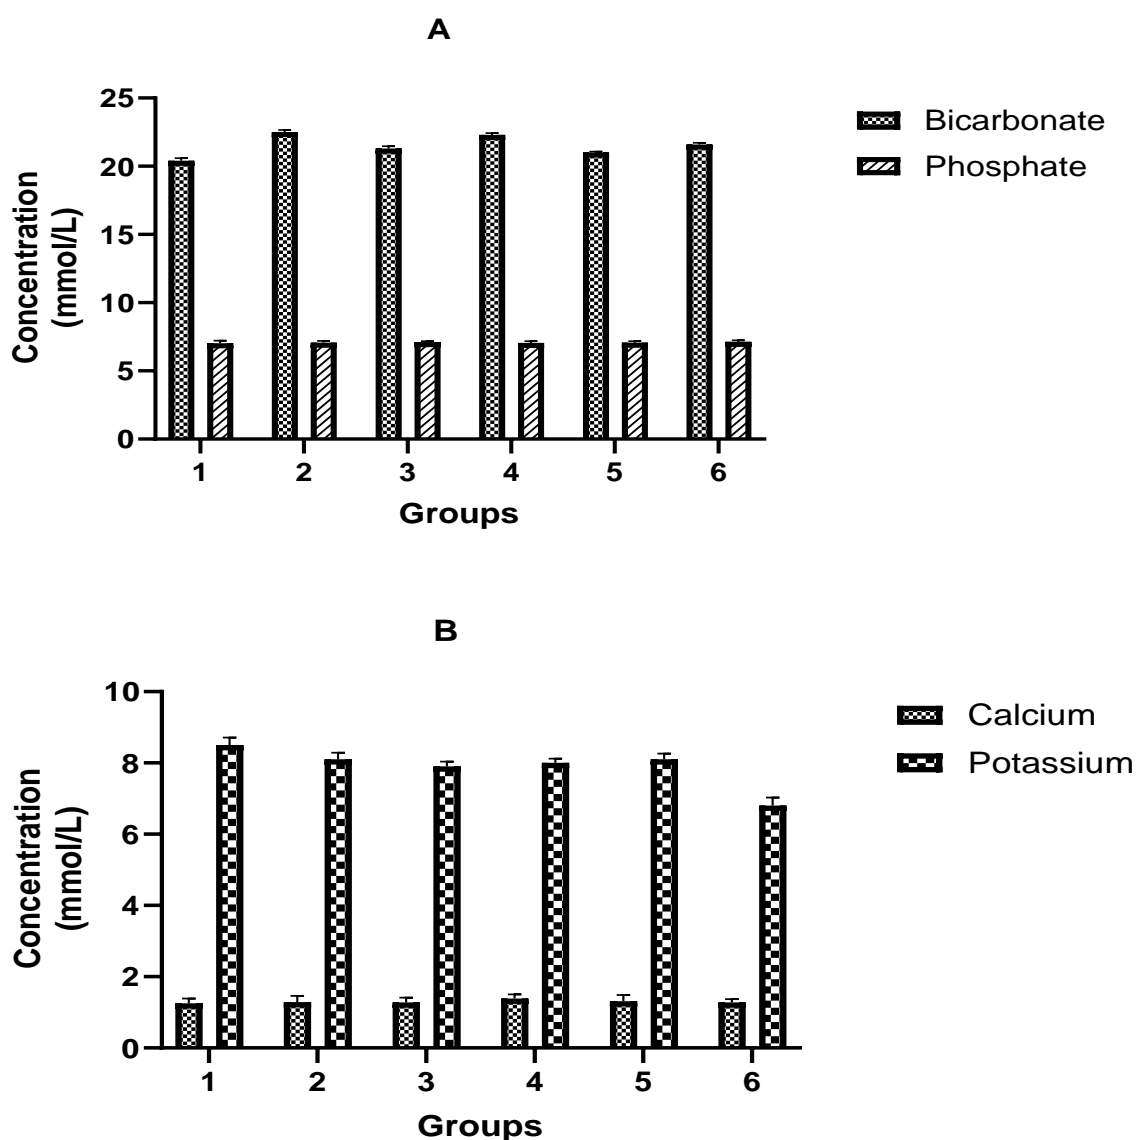 A
25
20
15
10
5
0
Concentration
(mmol/L)
1 2 3 4 5 6
Groups
Bicarbonate
Phosphate
B
10
8
6
4
2
0
Concentration
(mmol/L)
1 2 3 4 5 6
Groups
Calcium
Potassium